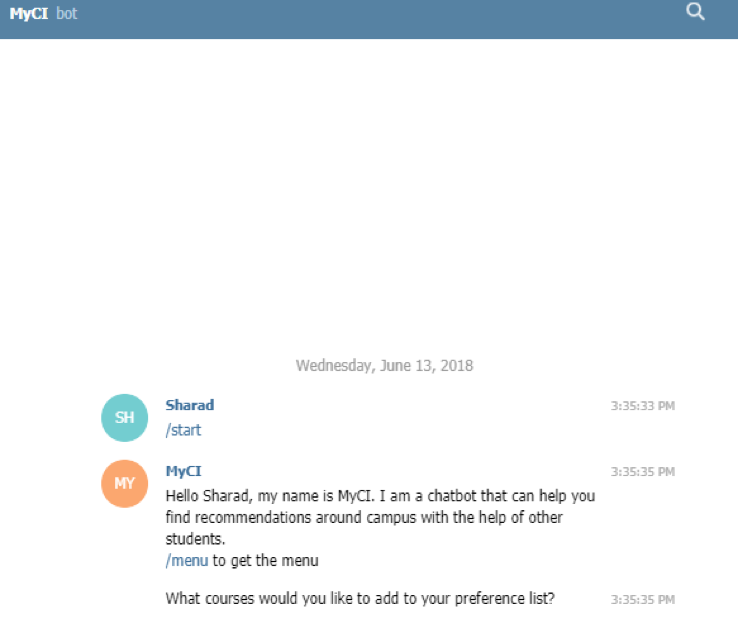 MyCI bot
Wednesday, June 13, 2018
SH
Sharad
3:35:33 PM
/start
MY
MyCI
3:35:35 PM
Hello Sharad, my name is MyCI. I am a chatbot that can help you
find recommendations around campus with the help of other
students.
/menu to get the menu
What courses would you like to add to your preference list?
3:35:35 PM